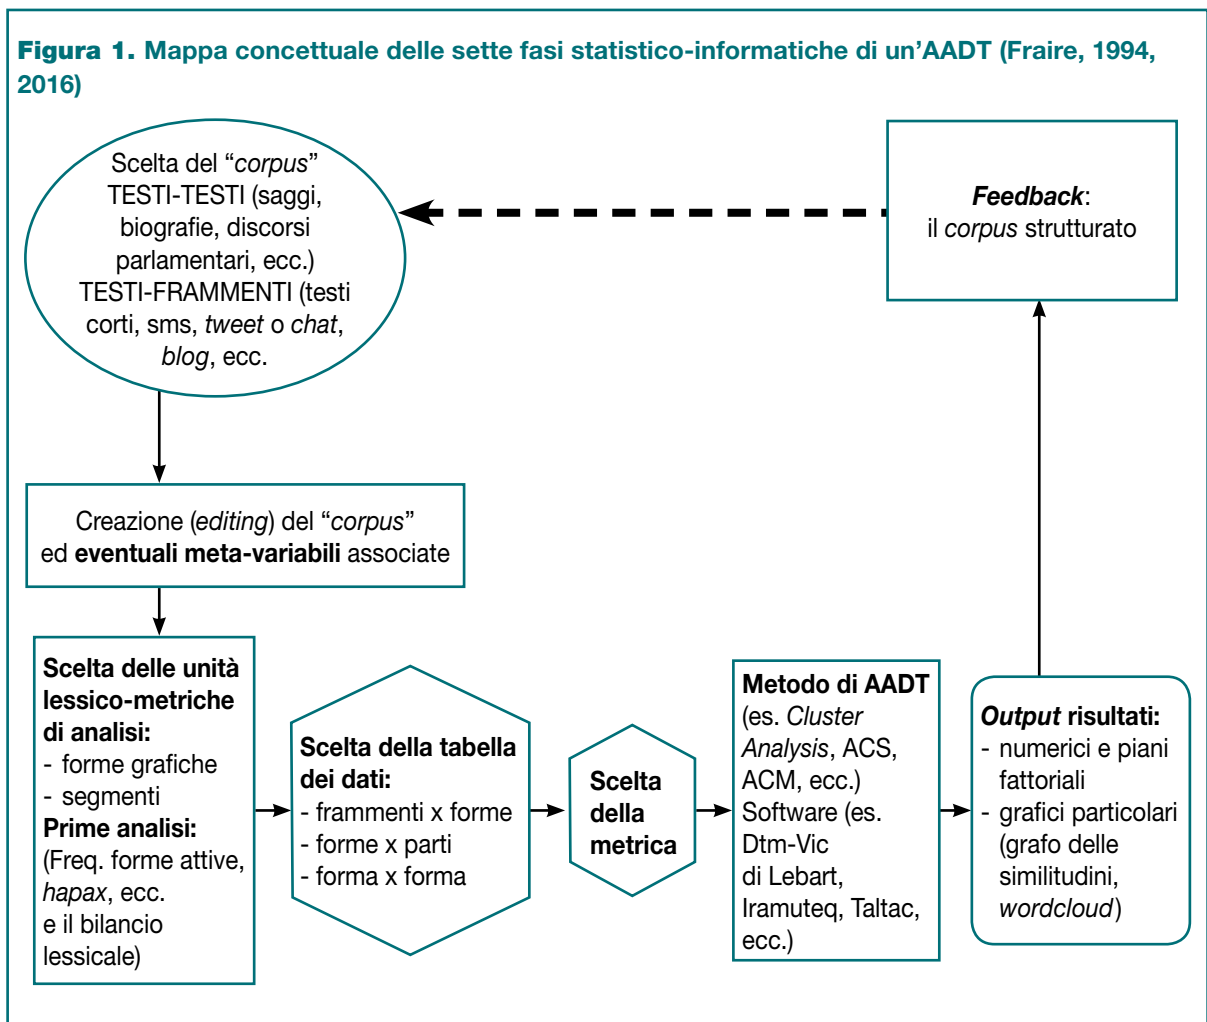 Figura 1. Mappa concettuale delle sette fasi statistico-informatiche di un’AADT (Fraire, 1994,
2016)
Scelta del “corpus”
TESTI-TESTI (saggi,
biografie, discorsi
parlamentari, ecc.)
TESTI-FRAMMENTI (testi
corti, sms, tweet o chat,
blog, ecc.
Feedback:
il corpus strutturato
Creazione (editing) del “corpus”
ed eventuali meta-variabili associate
Scelta delle unità
lessico-metriche
di analisi:
- forme grafiche
- segmenti
Prime analisi:
(Freq. forme attive,
hapax, ecc.
e il bilancio
lessicale)
Scelta della tabella
dei dati:
- frammenti x forme
- forme x parti
- forma x forma
Scelta
della
metrica
Metodo di AADT
(es. Cluster
Analysis, ACS,
ACM, ecc.)
Software (es.
Dtm-Vic
di Lebart,
Iramuteq, Taltac,
ecc.)
Output risultati:
- numerici e piani
fattoriali
- grafici particolari
(grafo delle
similitudini,
wordcloud)